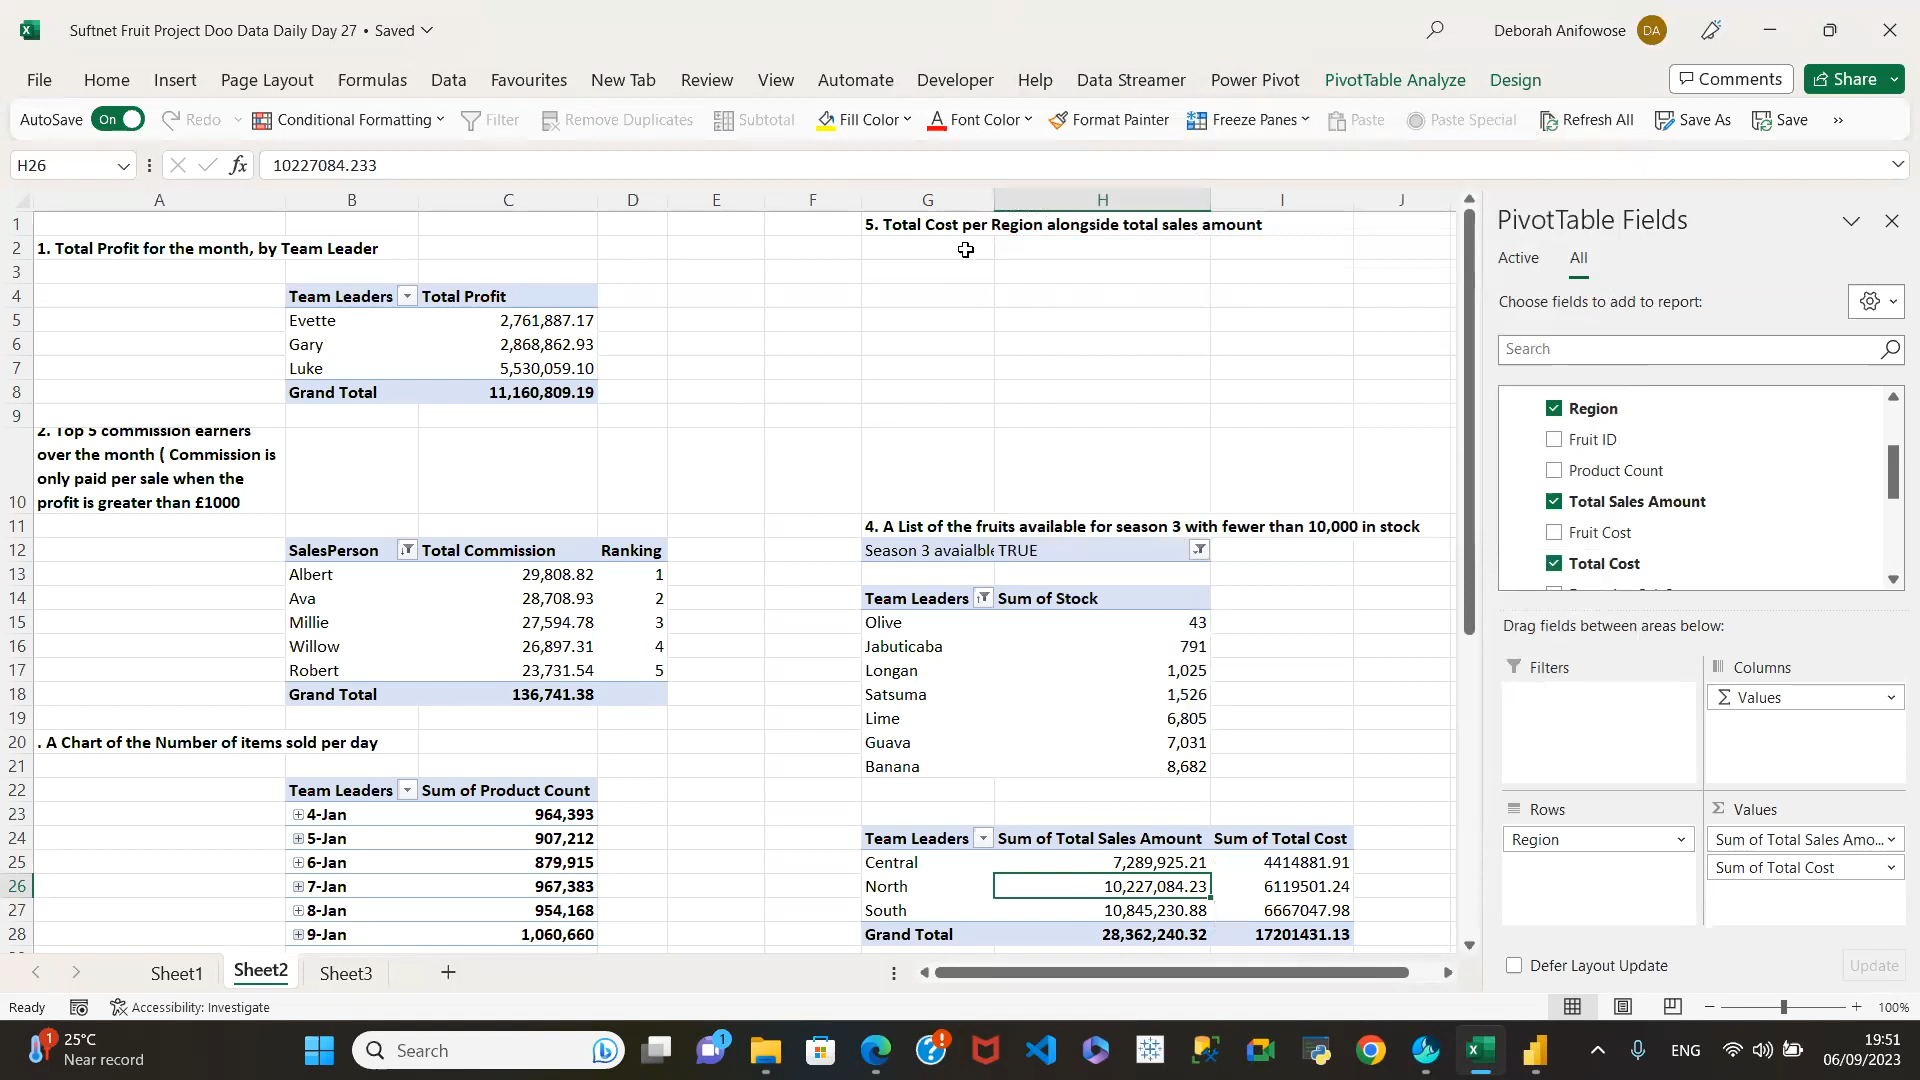 Suftnet Fruit Project Doo Data Daily Day 27 • Saved
Deborah Anifowose DA
File Home Insert Page Layout Formulas Data Favourites New Tab Review View Automate Developer Help Data Streamer Power Pivot PivotTable Analyze Design Comments Share
AutoSave On Redo Conditional Formatting Filter Remove Duplicates Subtotal Fill Color Font Color Format Painter Freeze Panes Paste Paste Special Refresh All Save As Save
H26 fx 10227084.233
A B C D E F G H I J
1 5. Total Cost per Region alongside total sales amount
2 1. Total Profit for the month, by Team Leader
3
4 Team Leaders Total Profit
5 Evette 2,761,887.17
6 Gary 2,868,862.93
7 Luke 5,530,059.10
8 Grand Total 11,160,809.19
9
2. Top 5 commission earners
over the month ( Commission is
only paid per sale when the
10 profit is greater than £1000
11 4. A List of the fruits available for season 3 with fewer than 10,000 in stock
12 SalesPerson Total Commission Ranking Season 3 avaialble TRUE
13 Albert 29,808.82 1
14 Ava 28,708.93 2 Team Leaders Sum of Stock
15 Millie 27,594.78 3 Olive 43
16 Willow 26,897.31 4 Jabuticaba 791
17 Robert 23,731.54 5 Longan 1,025
18 Grand Total 136,741.38 Satsuma 1,526
19 Lime 6,805
20 . A Chart of the Number of items sold per day Guava 7,031
21 Banana 8,682
22 Team Leaders Sum of Product Count
23 4-Jan 964,393
24 5-Jan 907,212 Team Leaders Sum of Total Sales Amount Sum of Total Cost
25 6-Jan 879,915 Central 7,289,925.21 4414881.91
26 7-Jan 967,383 North 10,227,084.23 6119501.24
27 8-Jan 954,168 South 10,845,230.88 6667047.98
28 9-Jan 1,060,660 Grand Total 28,362,240.32 17201431.13
Sheet1 Sheet2 Sheet3
PivotTable Fields
Active All
Choose fields to add to report:
Search
Region
Fruit ID
Product Count
Total Sales Amount
Fruit Cost
Total Cost
Drag fields between areas below:
Filters Columns
Σ Values
Rows Σ Values
Region Sum of Total Sales Amo...
Sum of Total Cost
Defer Layout Update Update
Ready Accessibility: Investigate 100%
1 25°C
Near record
Search
1
ENG
19:51
06/09/2023